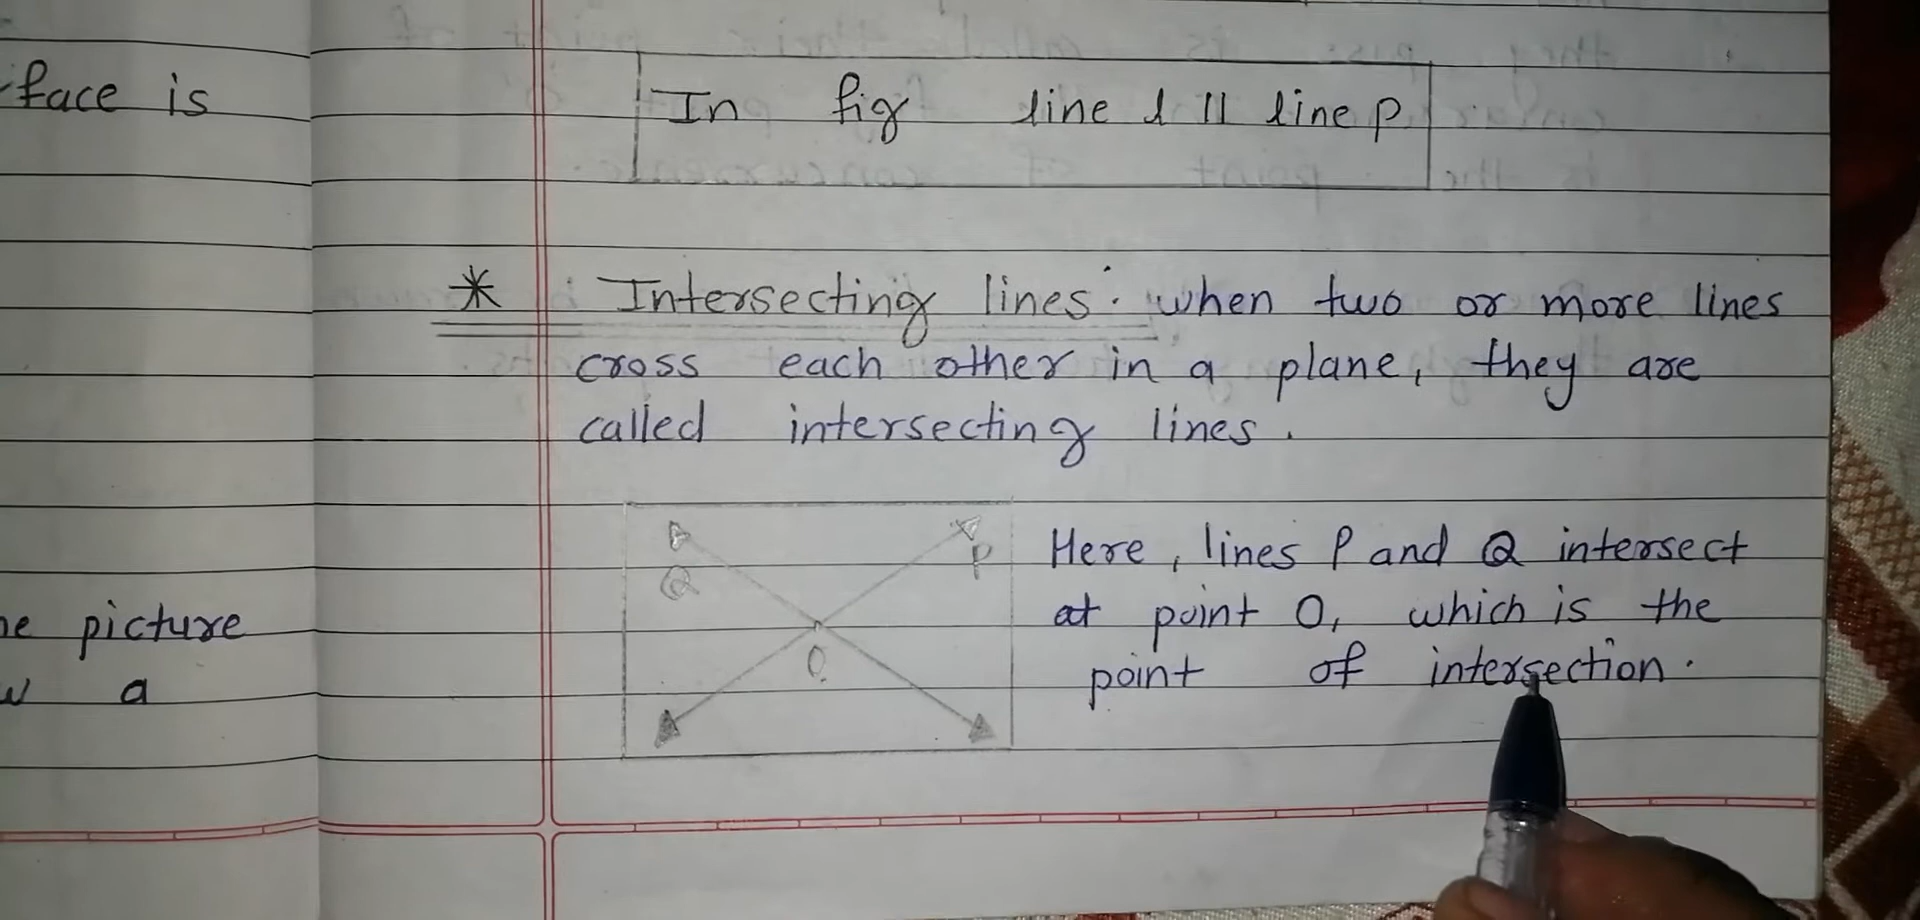 face is
he picture
a
In fig line l || line p
* Intersecting lines: when two or more lines
cross each other in a plane, they are
called intersecting lines.
Q
P
O
Here, lines P and Q intersect
at point O, which is the
point of intersection.